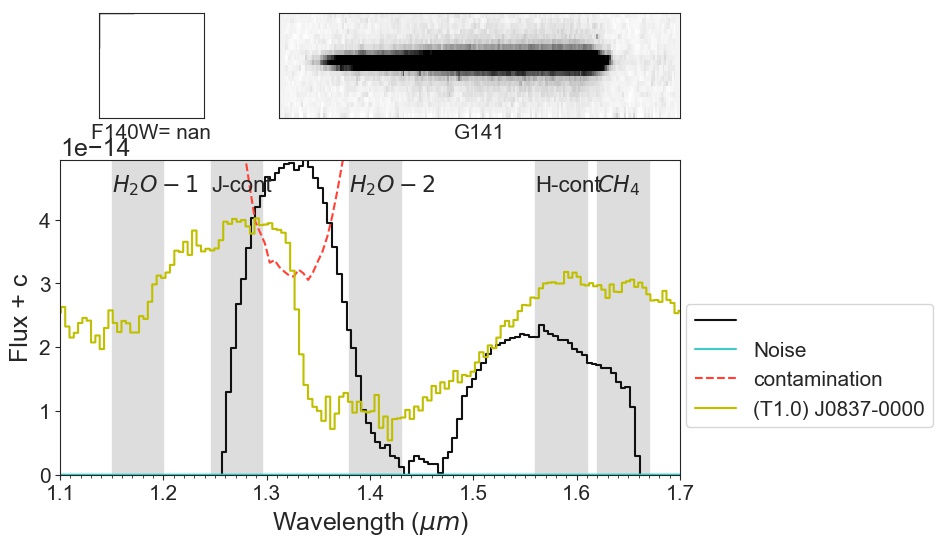 F140W= nan
G141
1e−14
H₂O − 1
J-cont
H₂O − 2
H-cont
CH₄
4
3
2
1
0
Flux + c
1.1
1.2
1.3
1.4
1.5
1.6
1.7
Wavelength (μm)
Noise
contamination
(T1.0) J0837-0000